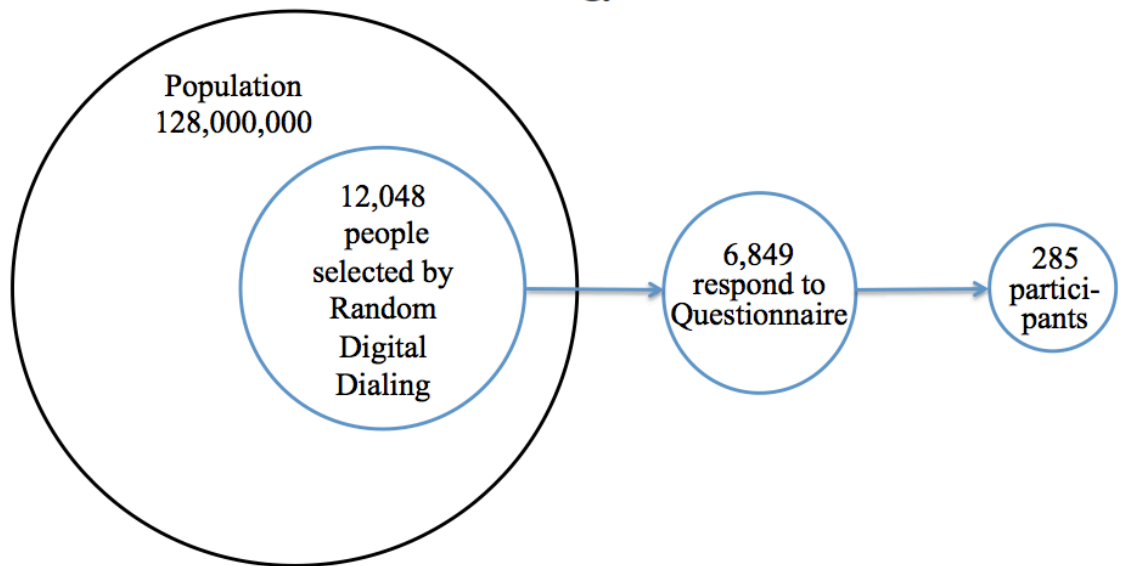 Population
128,000,000
12,048
people
selected by
Random
Digital
Dialing
6,849
respond to
Questionnaire
285
partici-
pants